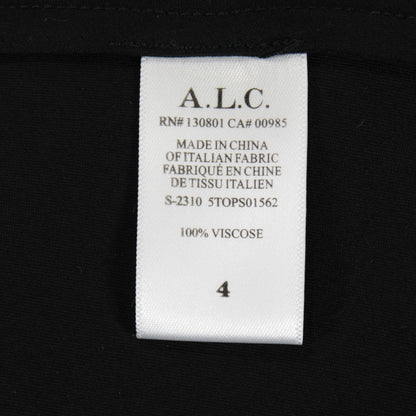 A.L.C.
RN# 130801 CA# 00985
MADE IN CHINA
OF ITALIAN FABRIC
FABRIQUÉ EN CHINE
DE TISSU ITALIEN
S-2310 5TOPS01562
100% VISCOSE
4